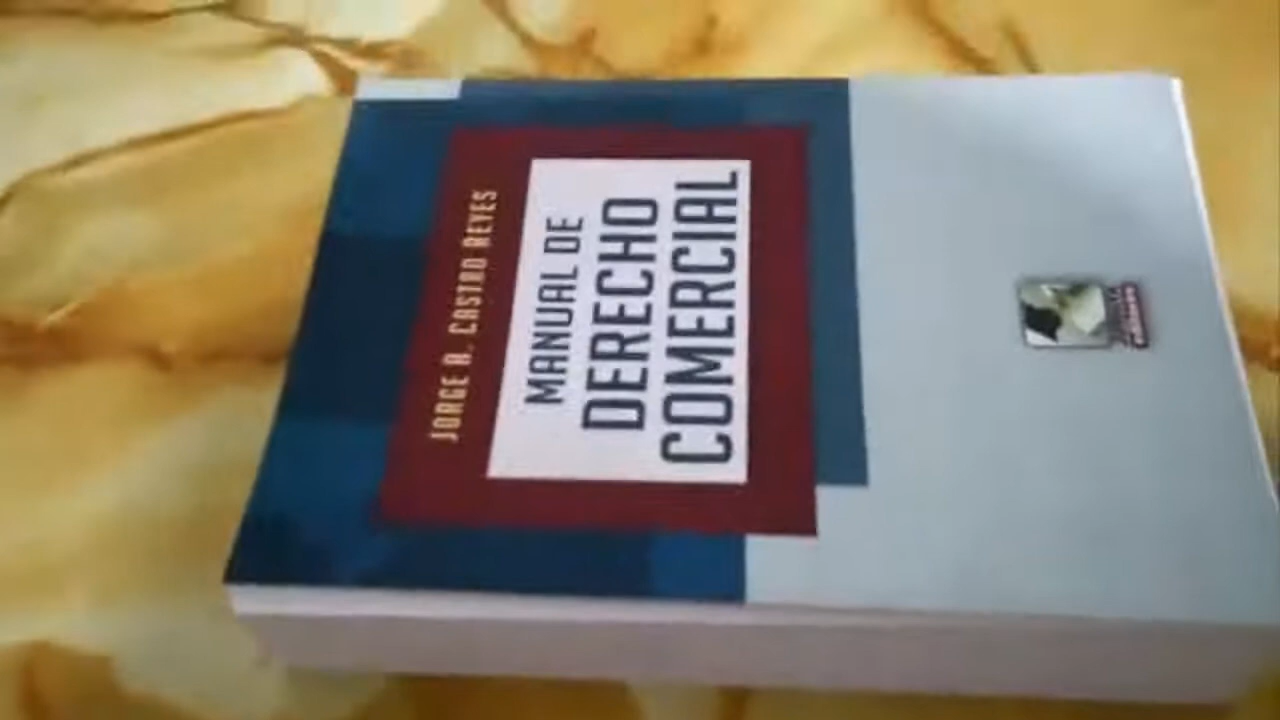 JORGE A. CASTRO REYES
MANUAL DE
DERECHO
COMERCIAL